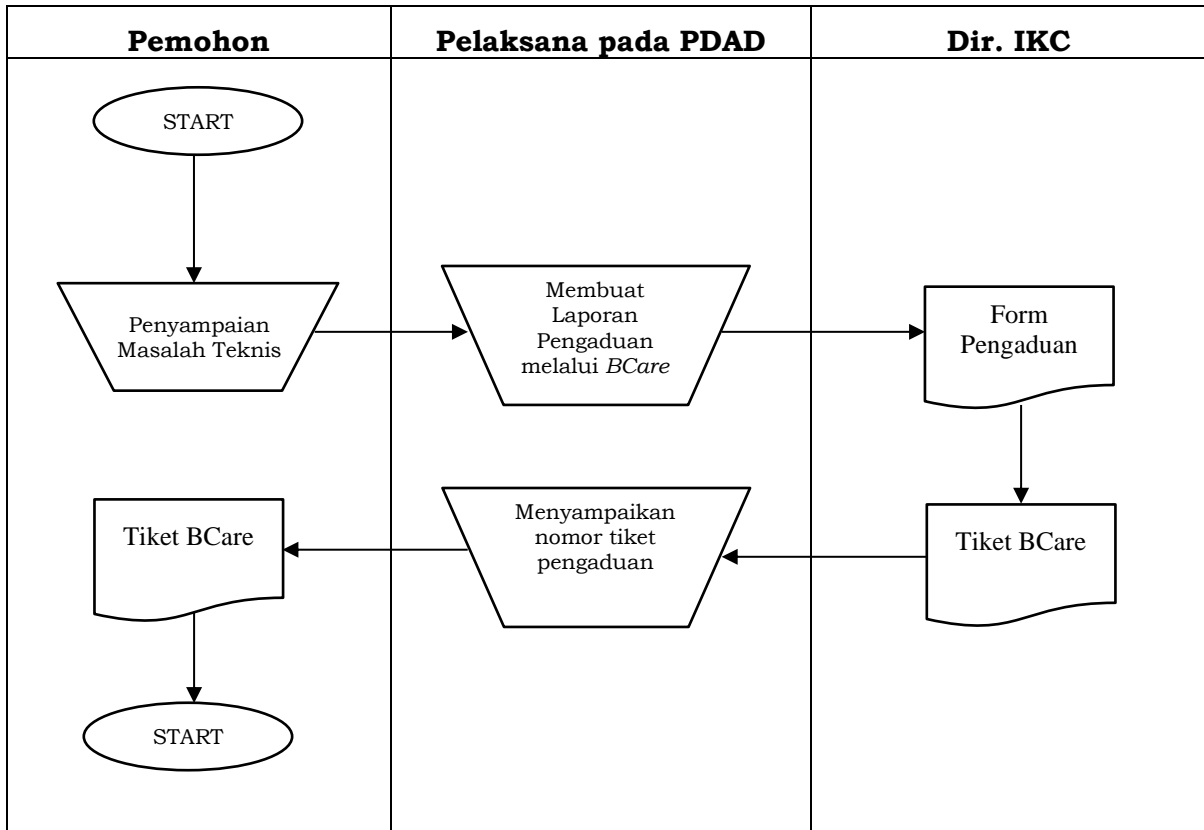 Pemohon
Pelaksana pada PDAD
Dir. IKC
START
Penyampaian
Masalah Teknis
Membuat
Laporan
Pengaduan
melalui BCare
Form
Pengaduan
Tiket BCare
Menyampaikan
nomor tiket
pengaduan
Tiket BCare
START